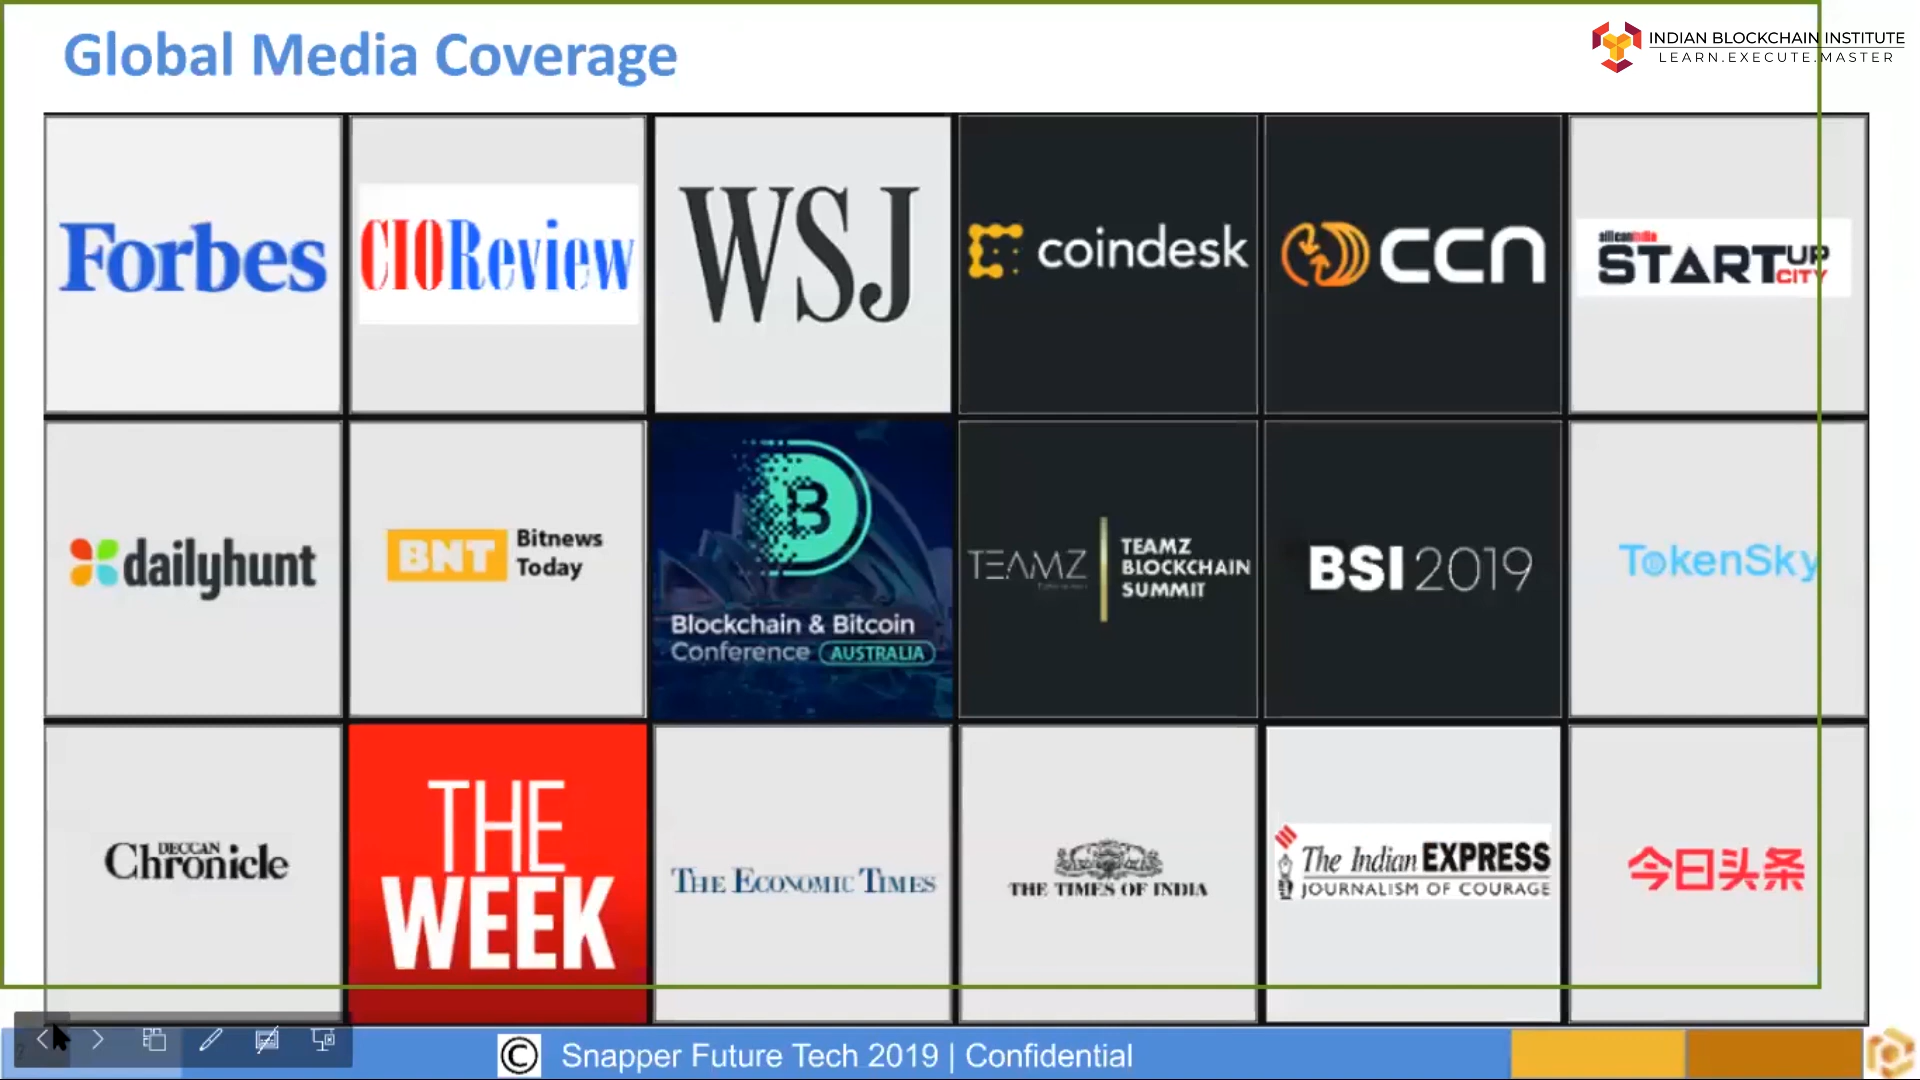 Global Media Coverage
INDIAN BLOCKCHAIN INSTITUTE
LEARN.EXECUTE.MASTER
Forbes
CIOReview
WSJ
coindesk
CCN
siliconindia
STARTUP
CITY
dailyhunt
BNT
Bitnews
Today
B
Blockchain & Bitcoin
Conference AUSTRALIA
TEAMZ
TEAMZ
BLOCKCHAIN
SUMMIT
BSI 2019
TokenSky
DECCAN
Chronicle
THE
WEEK
THE ECONOMIC TIMES
THE TIMES OF INDIA
The Indian EXPRESS
JOURNALISM OF COURAGE
今日头条
© Snapper Future Tech 2019 | Confidential